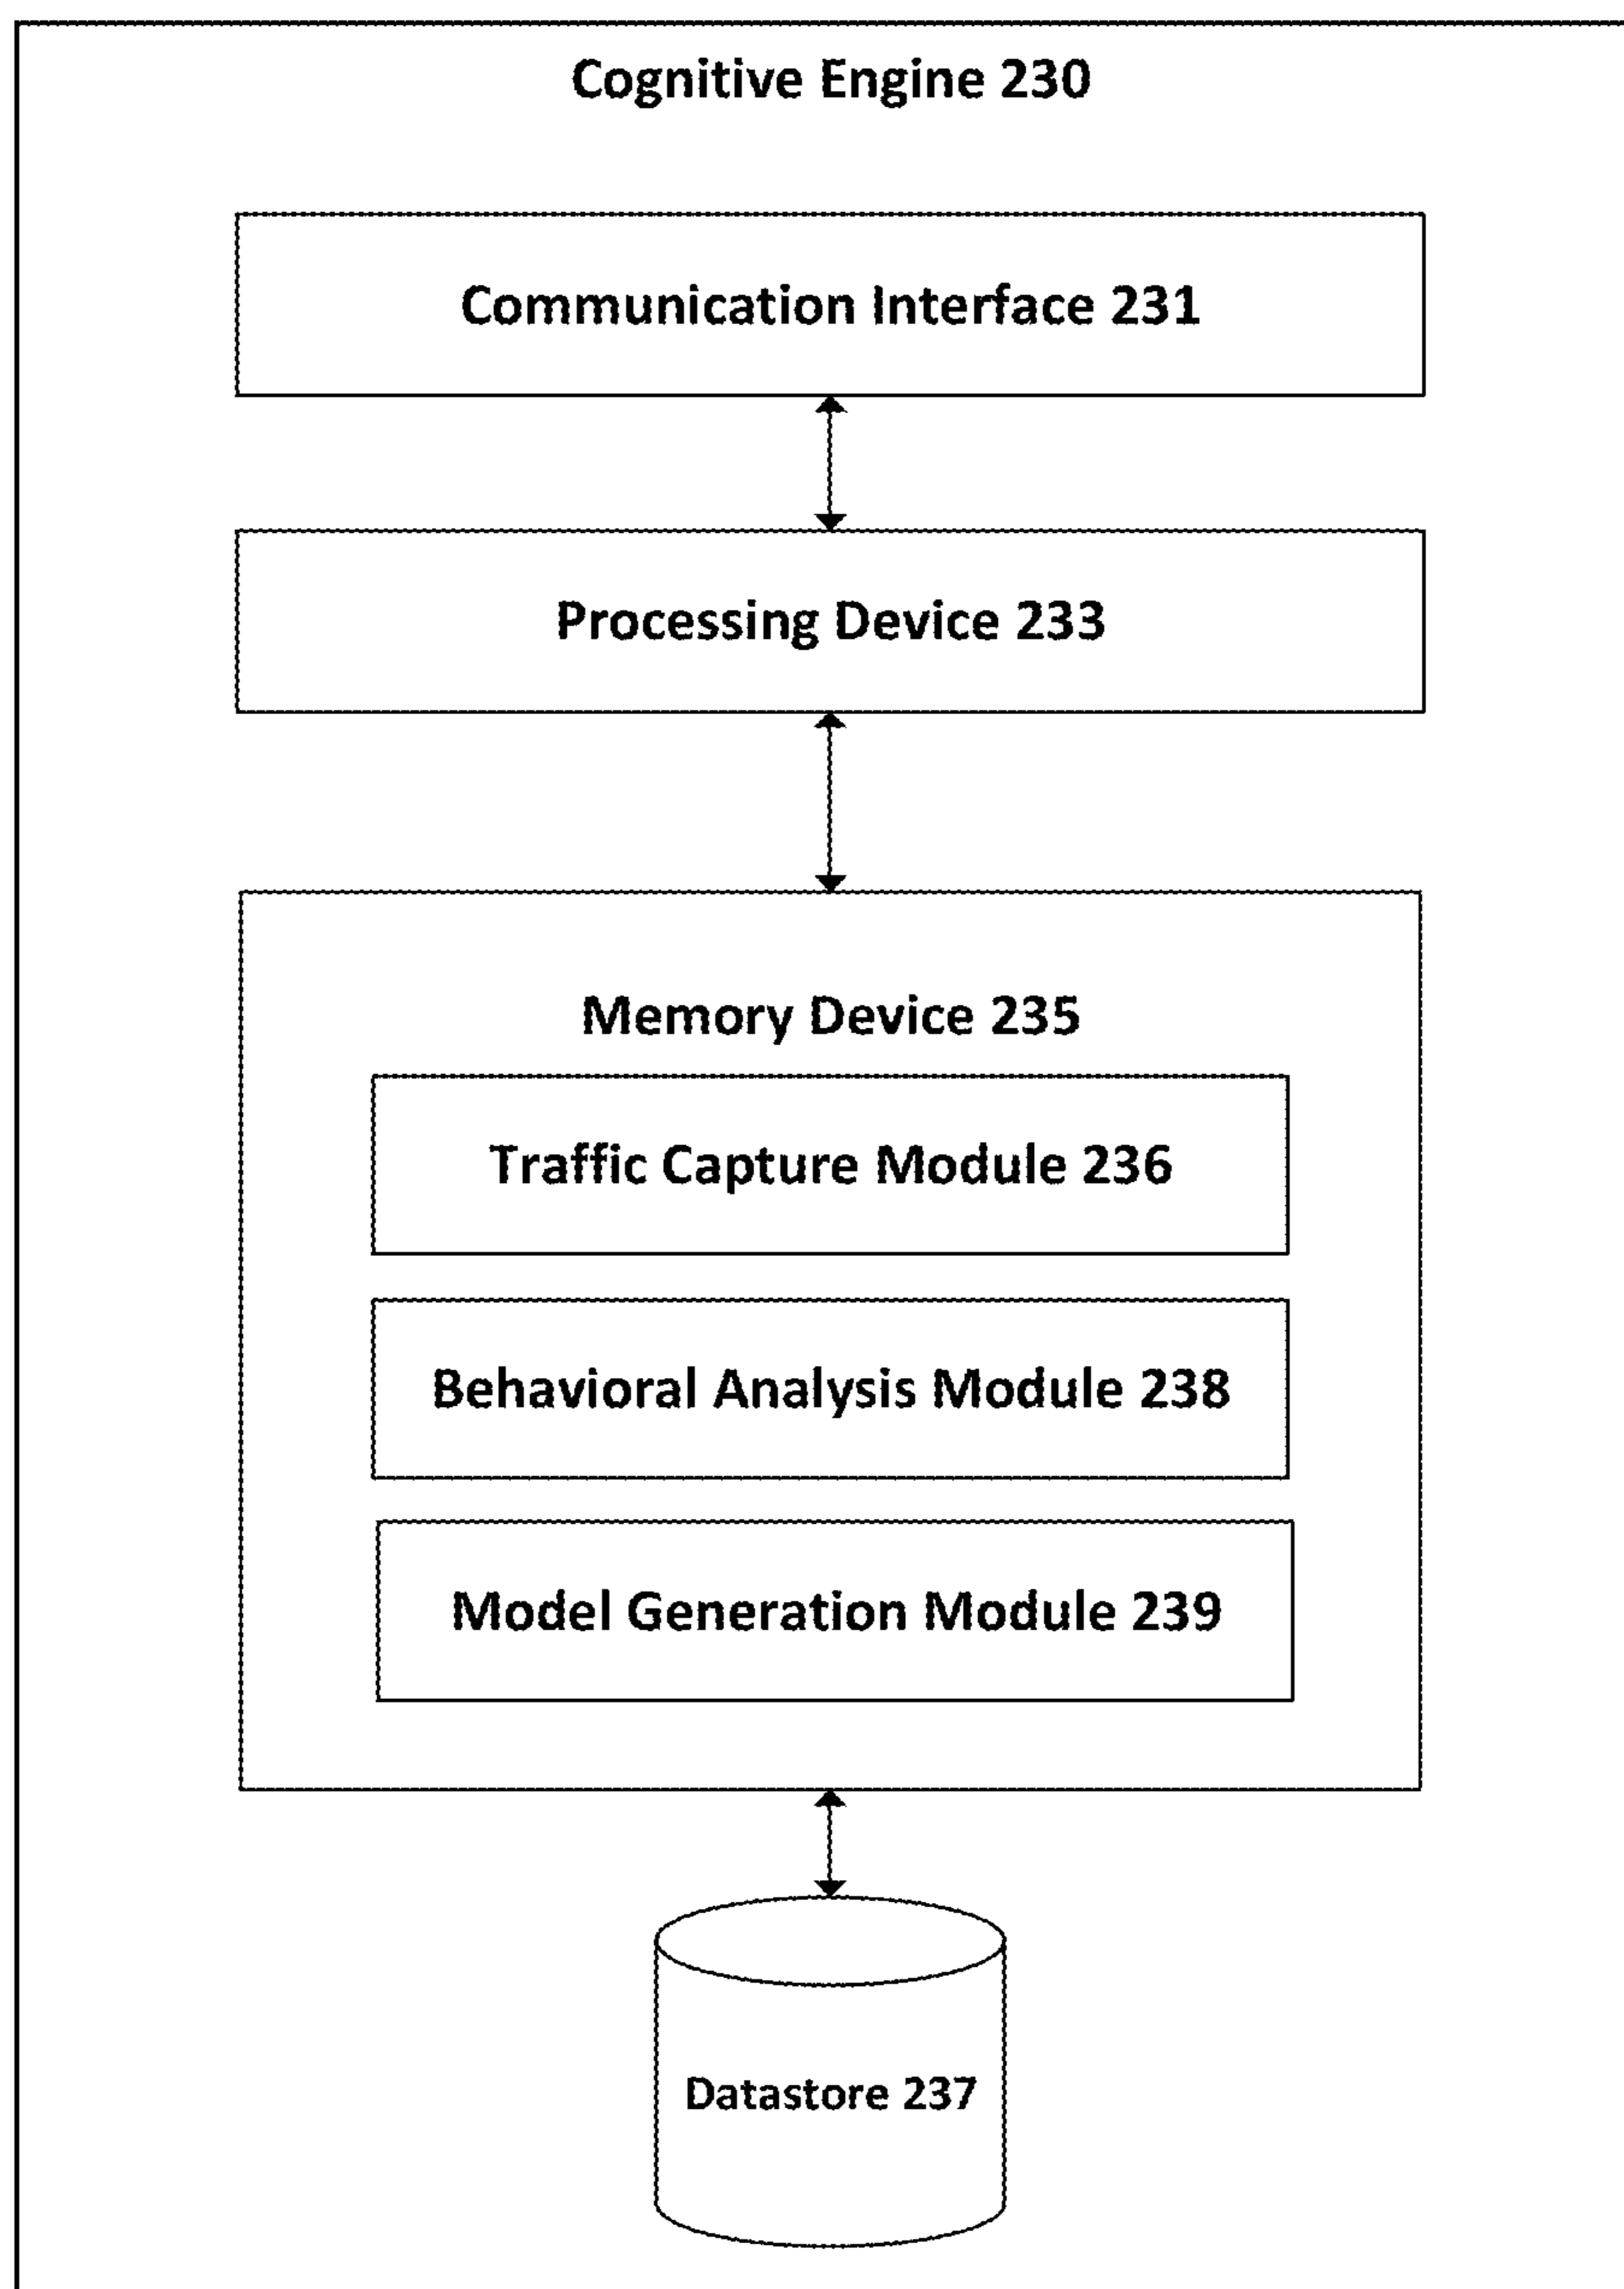 Cognitive Engine 230
Communication Interface 231
Processing Device 233
Memory Device 235
Traffic Capture Module 236
Behavioral Analysis Module 238
Model Generation Module 239
Datastore 237